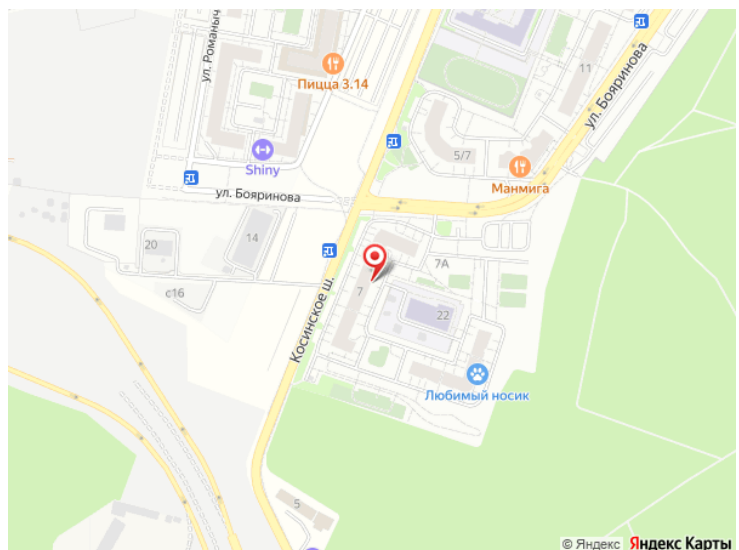 ул. Романыч
Пицца 3.14
11
ул. Бояринова
Shiny
5/7
Манмига
ул. Бояринова
14
20
с16
7А
7
22
Косинское ш.
Любимый носик
5
© Яндекс Яндекс Карты